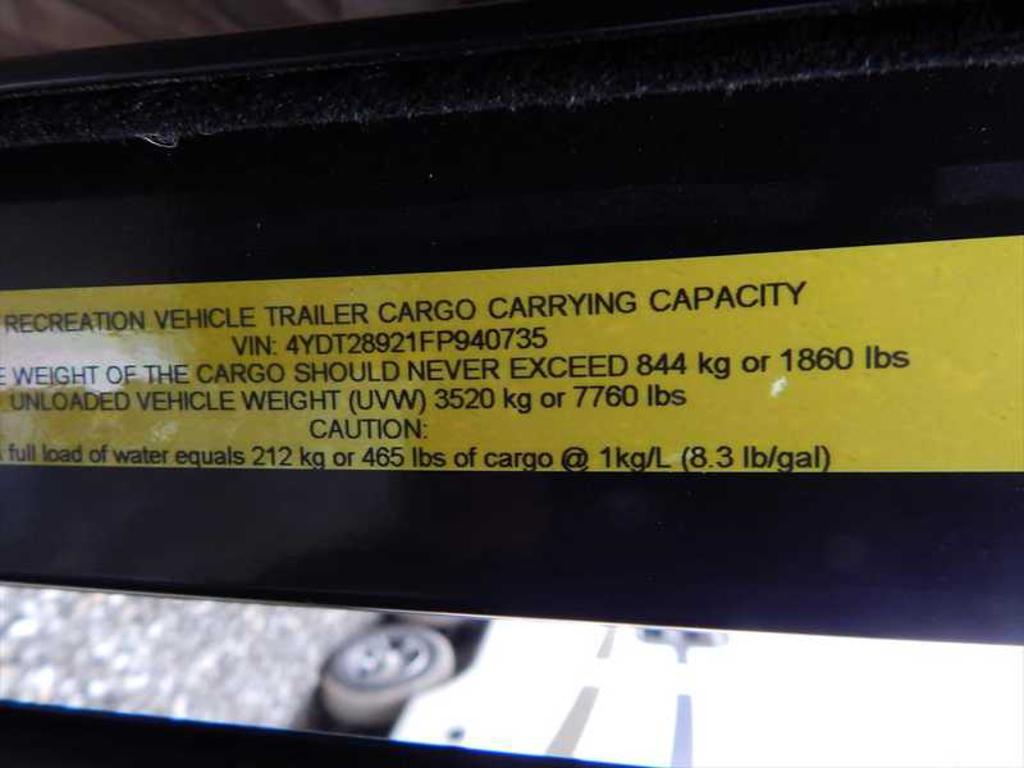 RECREATION VEHICLE TRAILER CARGO CARRYING CAPACITY
VIN: 4YDT28921FP940735
WEIGHT OF THE CARGO SHOULD NEVER EXCEED 844 kg or 1860 lbs
UNLOADED VEHICLE WEIGHT (UVW) 3520 kg or 7760 lbs
CAUTION:
full load of water equals 212 kg or 465 lbs of cargo @ 1kg/L (8.3 lb/gal)